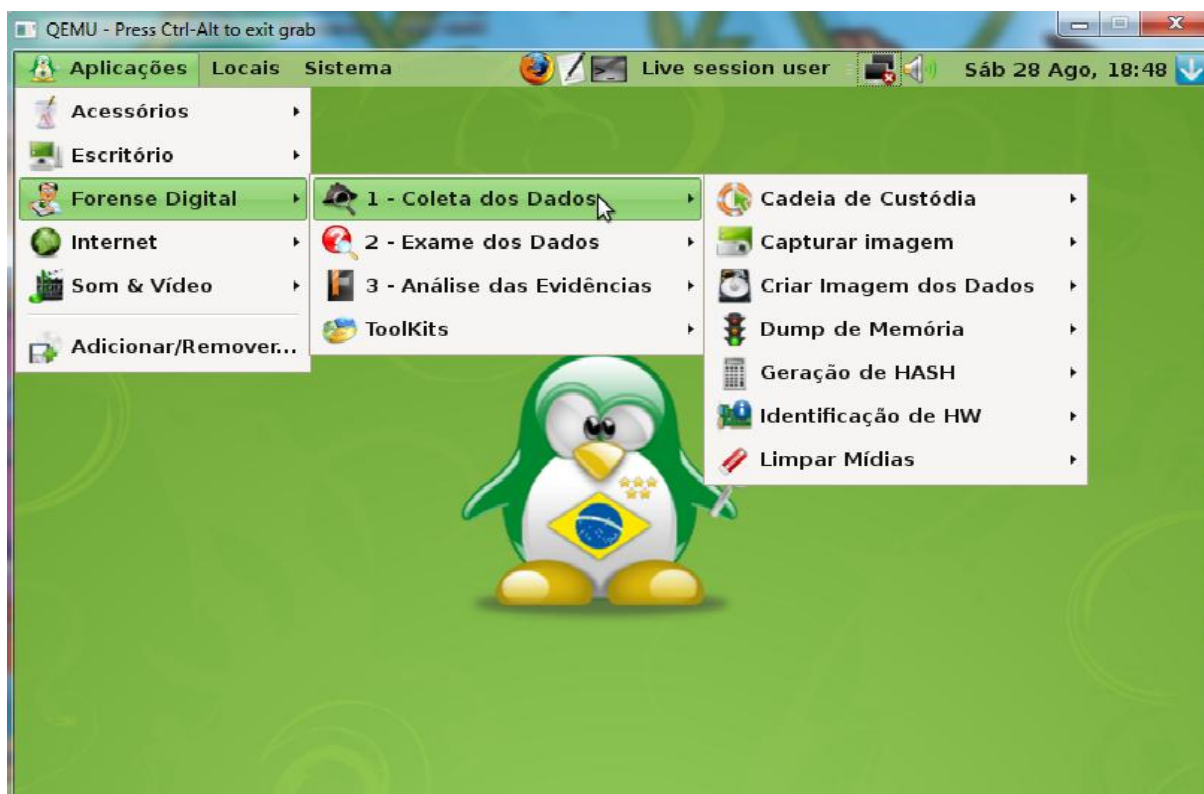 QEMU - Press Ctrl-Alt to exit grab
Aplicações Locais Sistema Live session user Sáb 28 Ago, 18:48
Acessórios
Escritório
Forense Digital
Internet
Som & Vídeo
Adicionar/Remover...
1 - Coleta dos Dados
2 - Exame dos Dados
3 - Análise das Evidências
ToolKits
Cadeia de Custódia
Capturar imagem
Criar Imagem dos Dados
Dump de Memória
Geração de HASH
Identificação de HW
Limpar Mídias